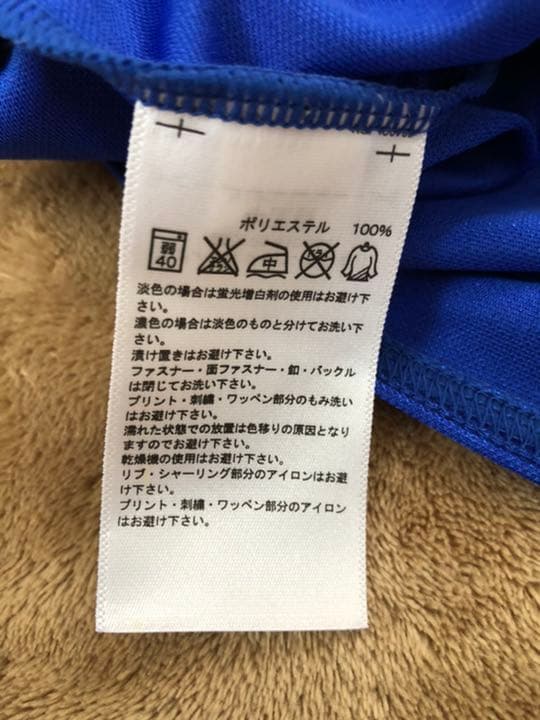 ポリエステル 100%
弱
40
エンソ
サラシ
中
ドライ
淡色の場合は蛍光増白剤の使用はお避け下
さい。
濃色の場合は淡色のものと分けてお洗い下
さい。
漬け置きはお避け下さい。
ファスナー・面ファスナー・釦・バックル
は閉じてお洗い下さい。
プリント・刺繍・ワッペン部分のもみ洗い
はお避け下さい。
濡れた状態での放置は色移りの原因となり
ますのでお避け下さい。
乾燥機の使用はお避け下さい。
リブ・シャーリング部分のアイロンはお避
け下さい。
プリント・刺繍・ワッペン部分のアイロン
はお避け下さい。